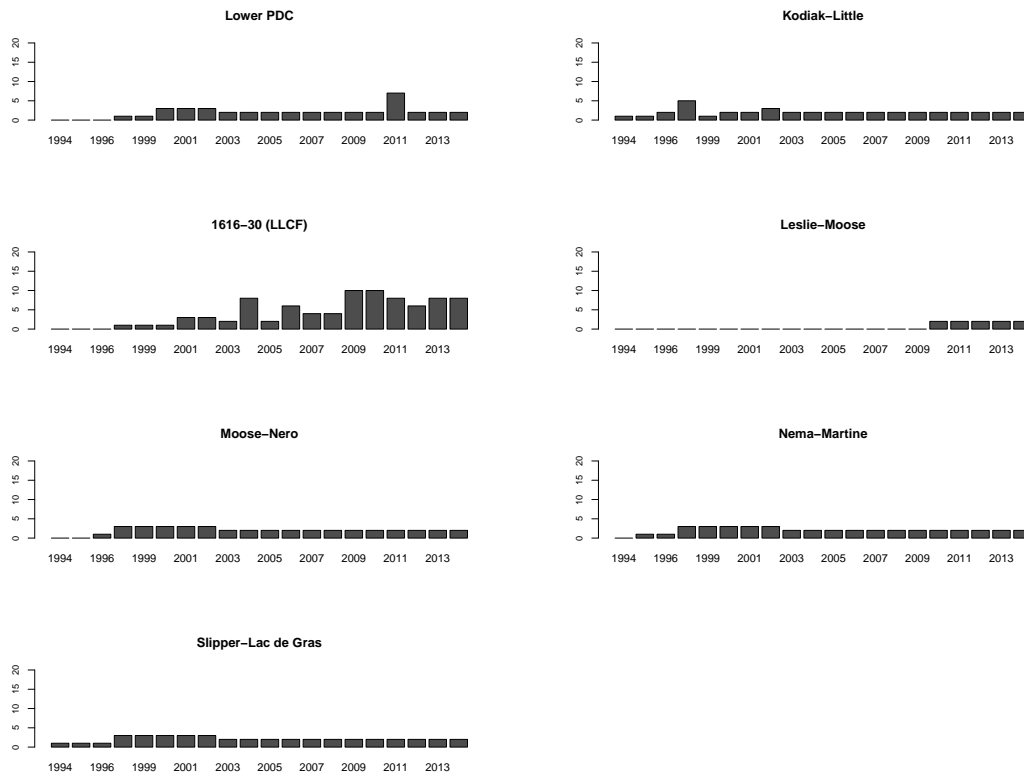 Lower PDC
0 5 10 15 20
1994 1996 1999 2001 2003 2005 2007 2009 2011 2013
Kodiak−Little
0 5 10 15 20
1994 1996 1999 2001 2003 2005 2007 2009 2011 2013
1616−30 (LLCF)
0 5 10 15 20
1994 1996 1999 2001 2003 2005 2007 2009 2011 2013
Leslie−Moose
0 5 10 15 20
1994 1996 1999 2001 2003 2005 2007 2009 2011 2013
Moose−Nero
0 5 10 15 20
1994 1996 1999 2001 2003 2005 2007 2009 2011 2013
Nema−Martine
0 5 10 15 20
1994 1996 1999 2001 2003 2005 2007 2009 2011 2013
Slipper−Lac de Gras
0 5 10 15 20
1994 1996 1999 2001 2003 2005 2007 2009 2011 2013